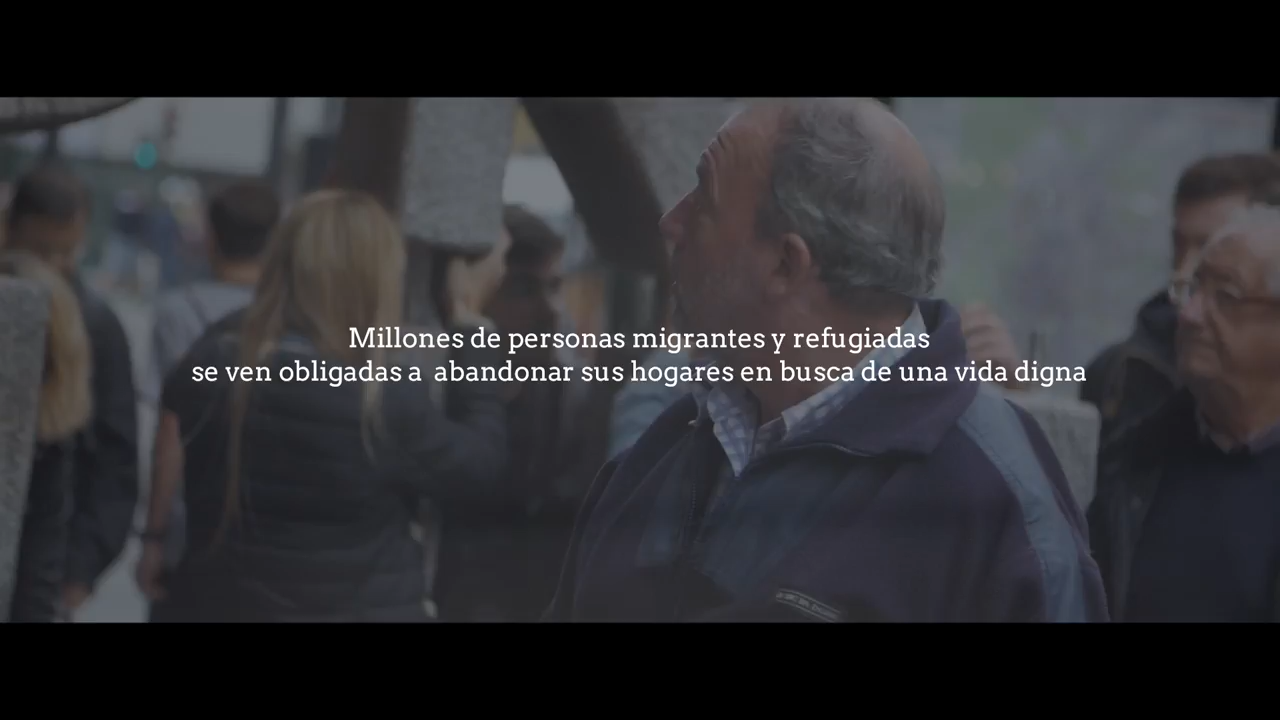 Millones de personas migrantes y refugiadas
se ven obligadas a abandonar sus hogares en busca de una vida digna